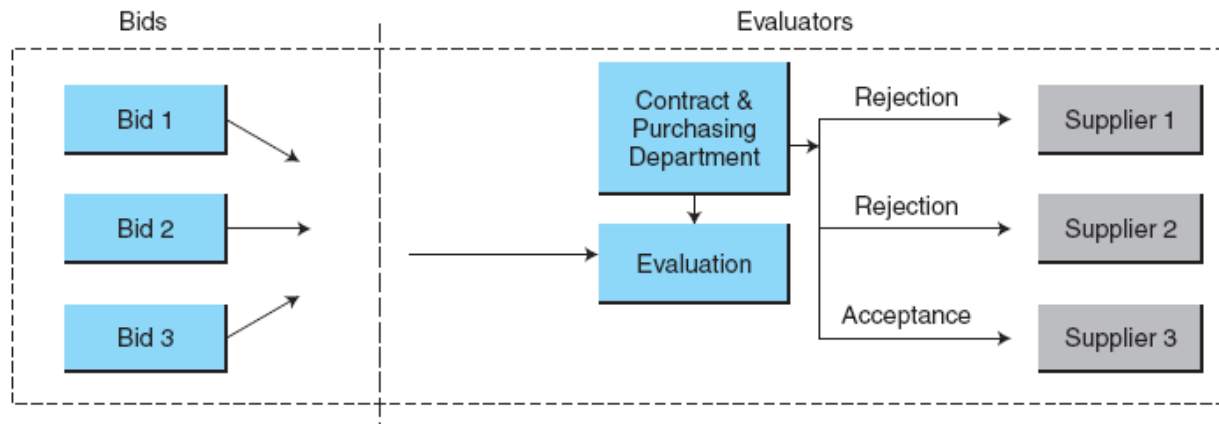 Bids
Evaluators
Bid 1
Bid 2
Bid 3
Contract &
Purchasing
Department
Evaluation
Rejection
Rejection
Acceptance
Supplier 1
Supplier 2
Supplier 3